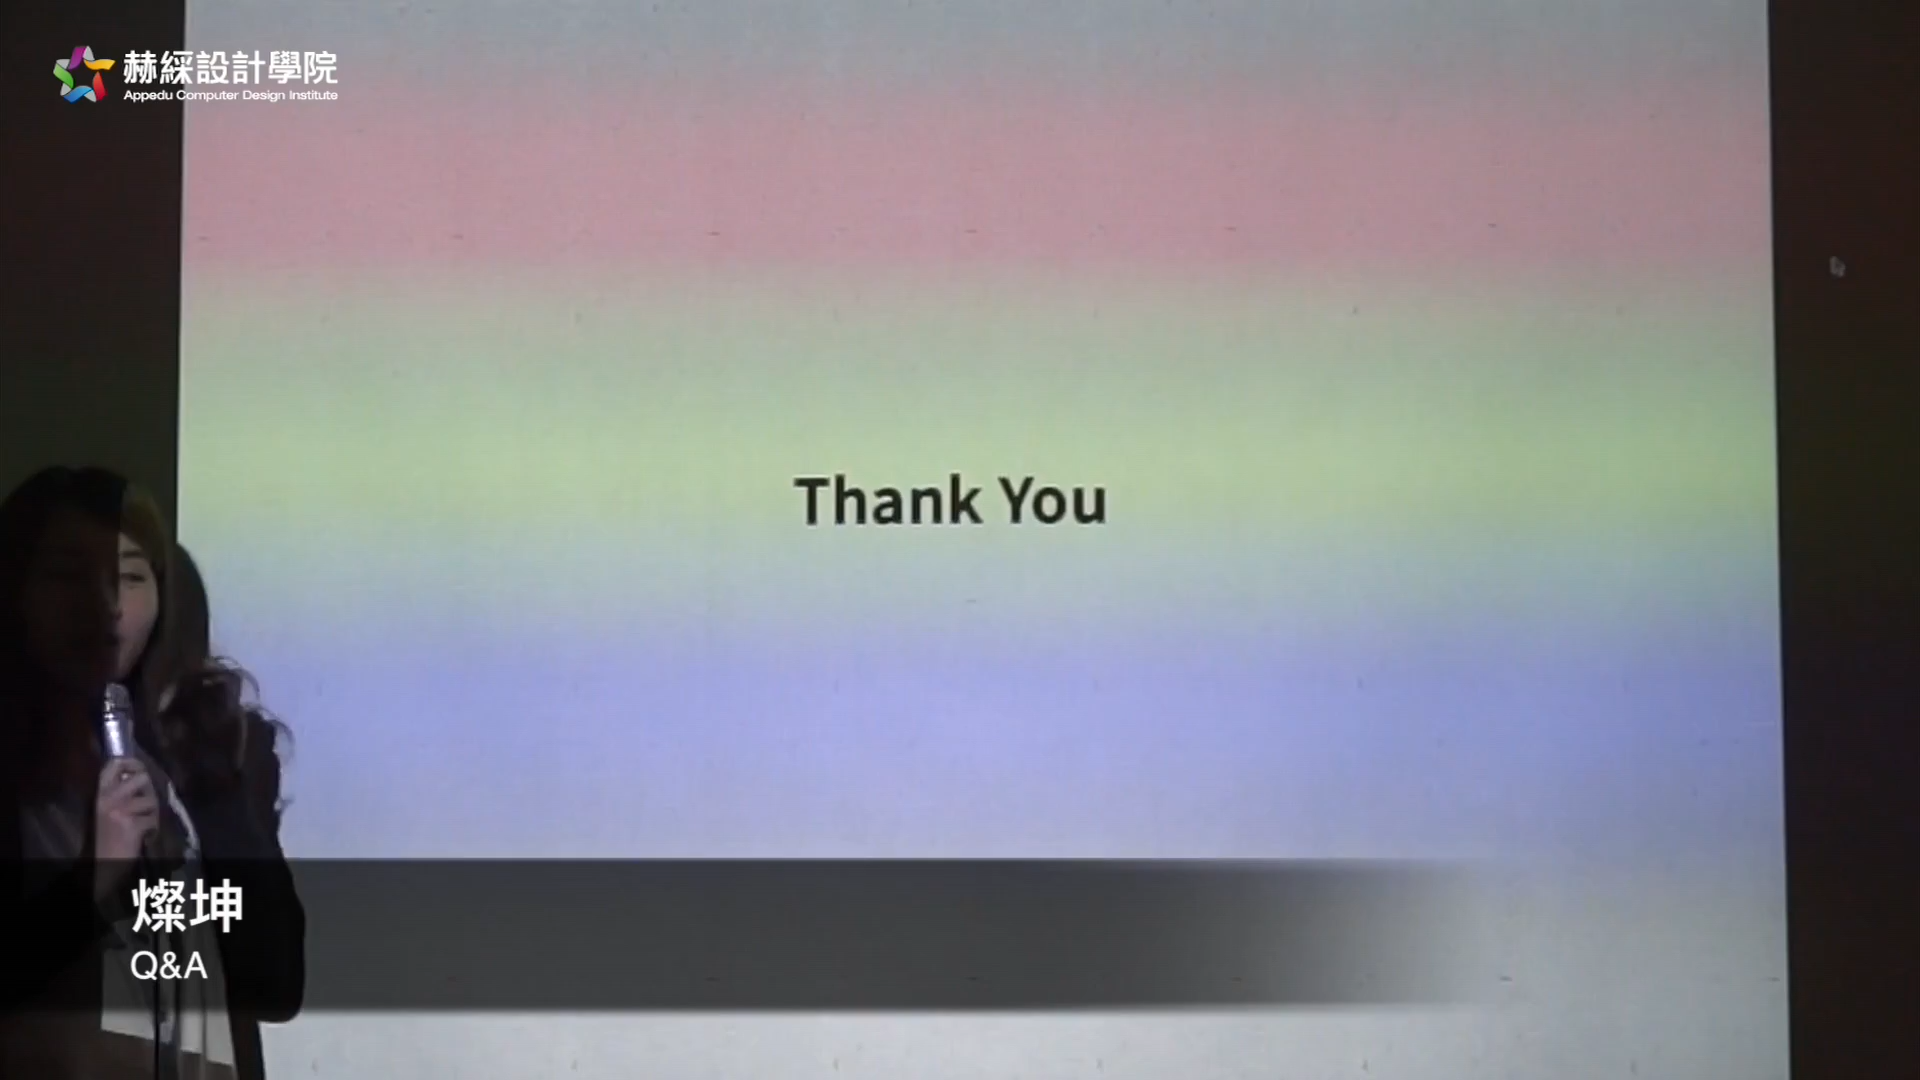 赫綵設計學院
Appedu Computer Design Institute
Thank You
燦坤
Q&A